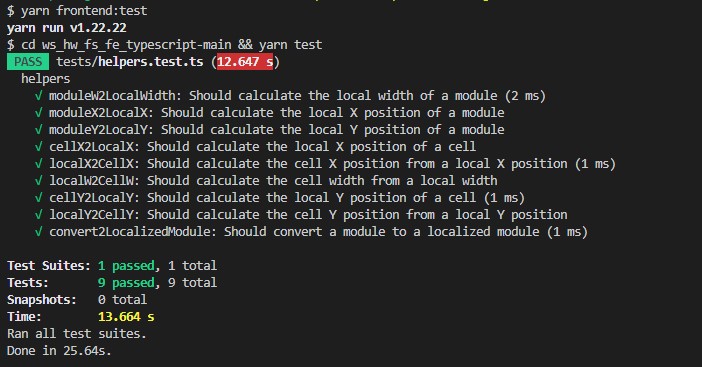 $ yarn frontend:test
yarn run v1.22.22
$ cd ws_hw_fs_fe_typescript-main && yarn test
PASS tests/helpers.test.ts (12.647 s)
helpers
√ moduleW2LocalWidth: Should calculate the local width of a module (2 ms)
√ moduleX2LocalX: Should calculate the local X position of a module
√ moduleY2LocalY: Should calculate the local Y position of a module
√ cellX2LocalX: Should calculate the local X position of a cell
√ localX2CellX: Should calculate the cell X position from a local X position (1 ms)
√ localW2CellW: Should calculate the cell width from a local width
√ cellY2LocalY: Should calculate the local Y position of a cell (1 ms)
√ localY2CellY: Should calculate the cell Y position from a local Y position
√ convert2LocalizedModule: Should convert a module to a localized module (1 ms)
Test Suites: 1 passed, 1 total
Tests: 9 passed, 9 total
Snapshots: 0 total
Time: 13.664 s
Ran all test suites.
Done in 25.64s.